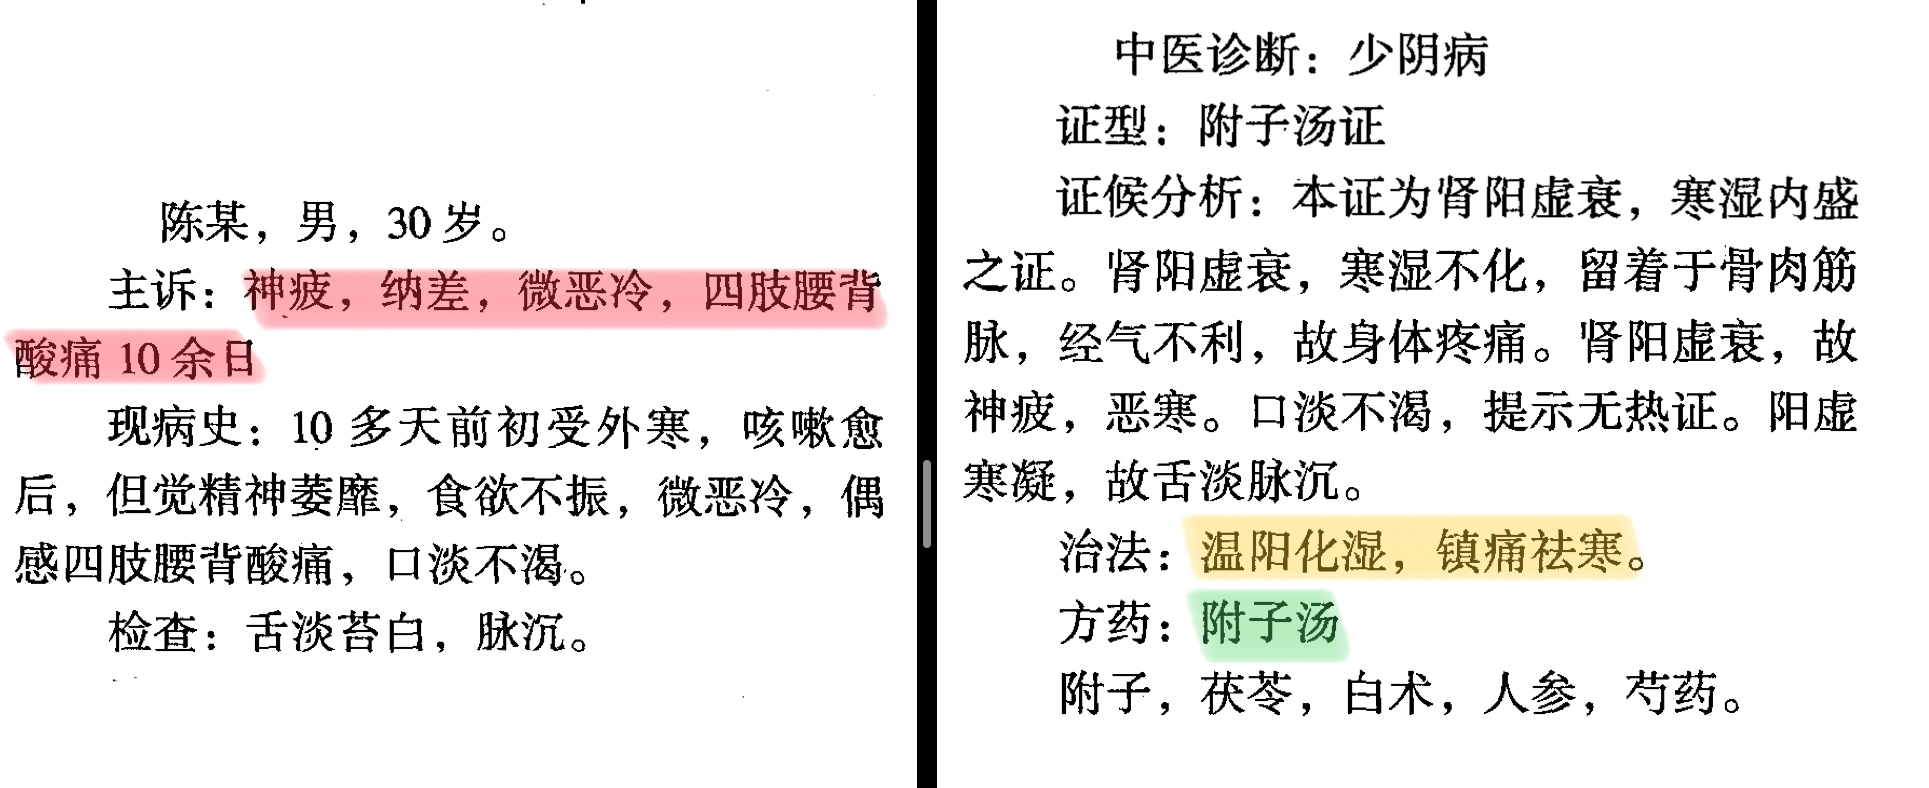 陈某，男，30岁。
主诉：神疲，纳差，微恶冷，四肢腰背
酸痛10余日
现病史：10多天前初受外寒，咳嗽愈
后，但觉精神萎靡，食欲不振，微恶冷，偶
感四肢腰背酸痛，口淡不渴。
检查：舌淡苔白，脉沉。
中医诊断：少阴病
证型：附子汤证
证候分析：本证为肾阳虚衰，寒湿内盛
之证。肾阳虚衰，寒湿不化，留着于骨肉筋
脉，经气不利，故身体疼痛。肾阳虚衰，故
神疲，恶寒。口淡不渴，提示无热证。阳虚
寒凝，故舌淡脉沉。
治法：温阳化湿，镇痛祛寒。
方药：附子汤
附子，茯苓，白术，人参，芍药。